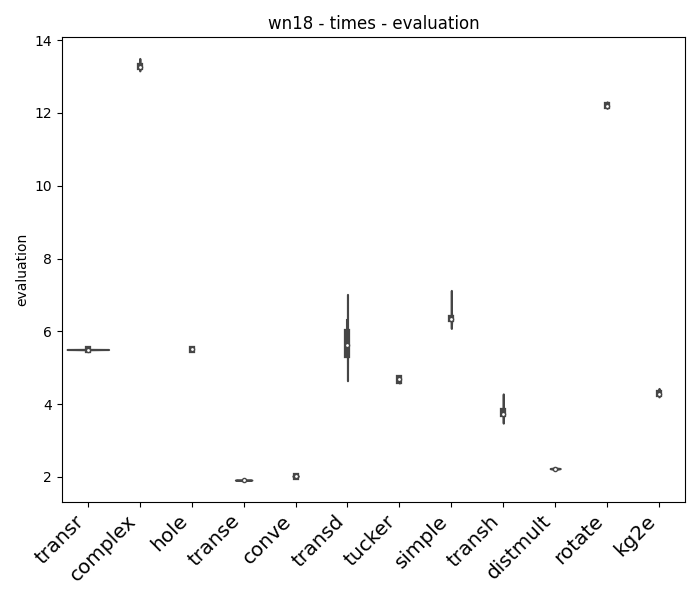 wn18 - times - evaluation
14
12
10
8
6
4
2
evaluation
transr
complex
hole
transe
conve
transd
tucker
simple
transh
distmult
rotate
kg2e